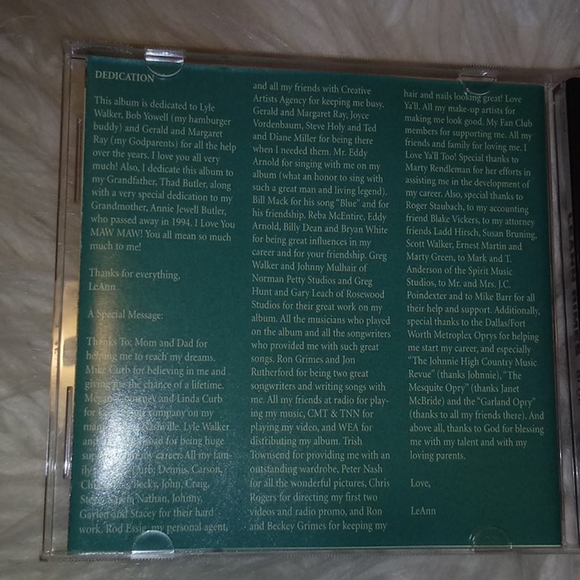 DEDICATION
This album is dedicated to Lyle
Walker, Bob Yowell (my hamburger
buddy) and Gerald and Margaret
Ray (my Godparents) for all the help
over the years. I love you all very
much! Also, I dedicate this album to
my Grandfather, Thad Butler, along
with a very special dedication to my
Grandmother, Annie Jewell Butler,
who passed away in 1994. I Love You
MAW MAW! You all mean so much
much to me!
Thanks for everything,
LeAnn
A Special Message:
Thanks To: Mom and Dad for
helping me to reach my dreams.
Mike Curb for believing in me and
giving me the chance of a lifetime.
and Linda Curb
for company on my
Nashville. Lyle Walker
and for being huge
my career. All my fam-
ily Curb, Dennis, Carson,
Becky, John, Craig,
Nathan, Johnny,
Gaylon and Stacey for their hard
work. Rod Essig, my personal agent,
and all my friends with Creative
Artists Agency for keeping me busy.
Gerald and Margaret Ray, Joyce
Vordenbaum, Steve Holy and Ted
and Diane Miller for being there
when I needed them. Mr. Eddy
Arnold for singing with me on my
album (what an honor to sing with
such a great man and living legend).
Bill Mack for his song "Blue" and for
his friendship. Reba McEntire, Eddy
Arnold, Billy Dean and Bryan White
for being great influences in my
career and for your friendship. Greg
Walker and Johnny Mulhair of
Norman Petty Studios and Greg
Hunt and Gary Leach of Rosewood
Studios for their great work on my
album. All the musicians who played
on the album and all the songwriters
who provided me with such great
songs. Ron Grimes and Jon
Rutherford for being two great
songwriters and writing songs with
me. All my friends at radio for play-
ing my music, CMT & TNN for
playing my video, and WEA for
distributing my album. Trish
Townsend for providing me with an
outstanding wardrobe, Peter Nash
for all the wonderful pictures, Chris
Rogers for directing my first two
videos and radio promo, and Ron
and Beckey Grimes for keeping my
hair and nails looking great! Love
Ya'll. All my make-up artists for
making me look good. My Fan Club
members for supporting me. All my
friends and family for loving me. I
Love Ya'll Too! Special thanks to
Marty Rendleman for her efforts in
assisting me in the development of
my career. Also, special thanks to
Roger Staubach, to my accounting
friend Blake Vickers, to my attorney
friends Ladd Hirsch, Susan Bruning,
Scott Walker, Ernest Martin and
Marty Green, to Mark and T.
Anderson of the Spirit Music
Studios, to Mr. and Mrs. J.C.
Poindexter and to Mike Barr for all
their help and support. Additionally,
special thanks to the Dallas/Fort
Worth Metroplex Oprys for helping
me start my career, and especially
"The Johnnie High Country Music
Revue" (thanks Johnnie), "The
Mesquite Opry" (thanks Janet
McBride) and the "Garland Opry"
(thanks to all my friends there). And
above all, thanks to God for blessing
me with my talent and with my
loving parents.
Love,
LeAnn